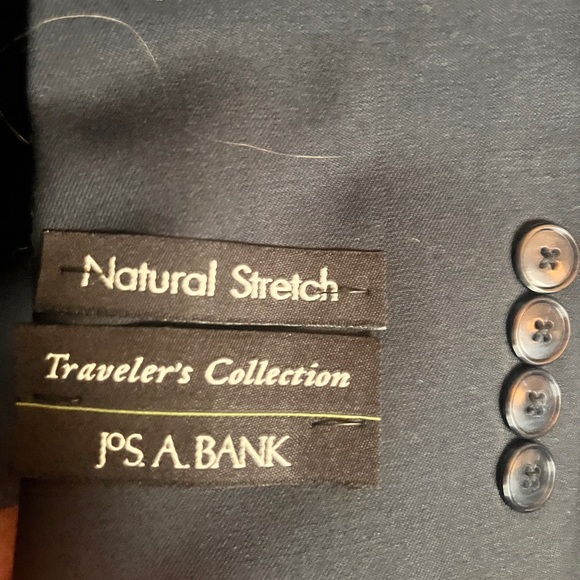 Natural Stretch
Traveler's Collection
JoS. A. BANK